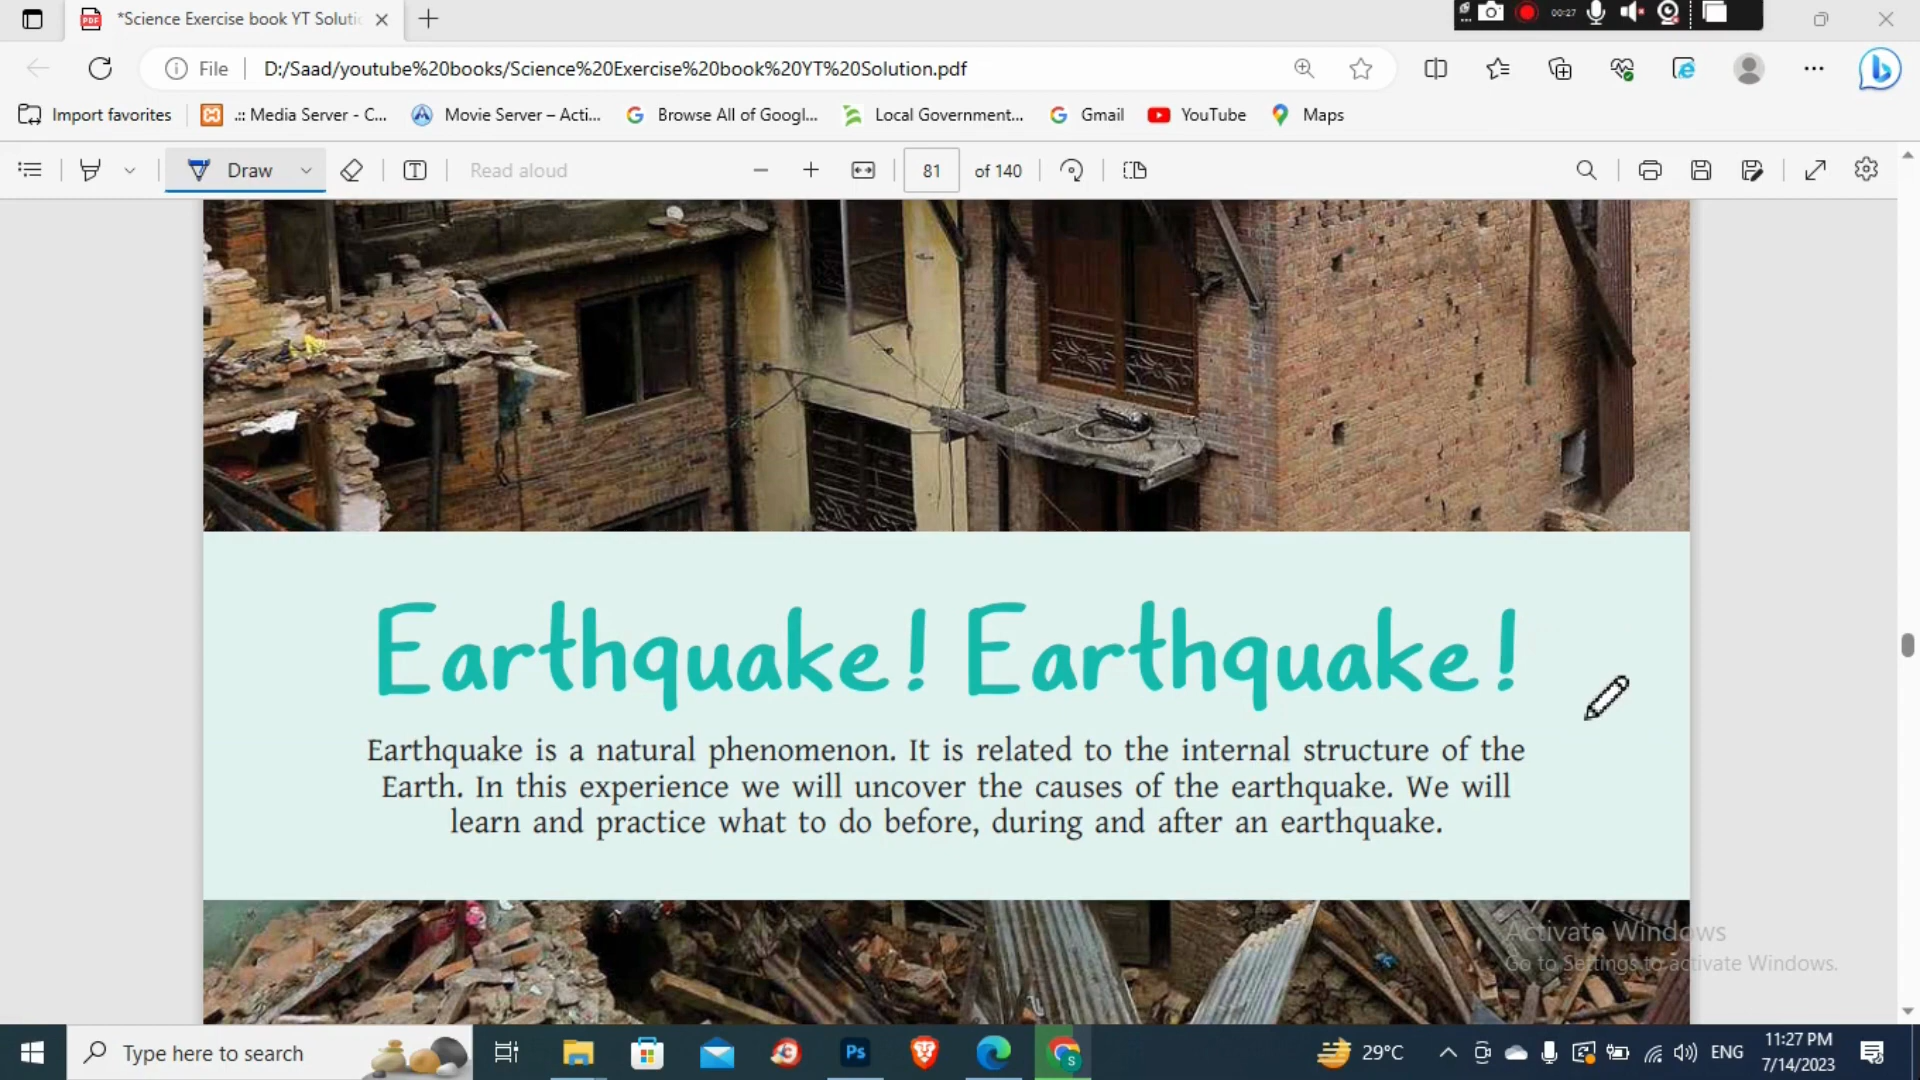 *Science Exercise book YT Soluti
00:27
File
D:/Saad/youtube%20books/Science%20Exercise%20book%20YT%20Solution.pdf
Import favorites
.:: Media Server - C...
Movie Server – Acti...
Browse All of Googl...
Local Government...
Gmail
YouTube
Maps
Draw
Read aloud
81
of 140
Earthquake! Earthquake!
Earthquake is a natural phenomenon. It is related to the internal structure of the
Earth. In this experience we will uncover the causes of the earthquake. We will
learn and practice what to do before, during and after an earthquake.
Activate Windows
Go to Settings to activate Windows.
Type here to search
Ps
S
29°C
ENG
11:27 PM
7/14/2023